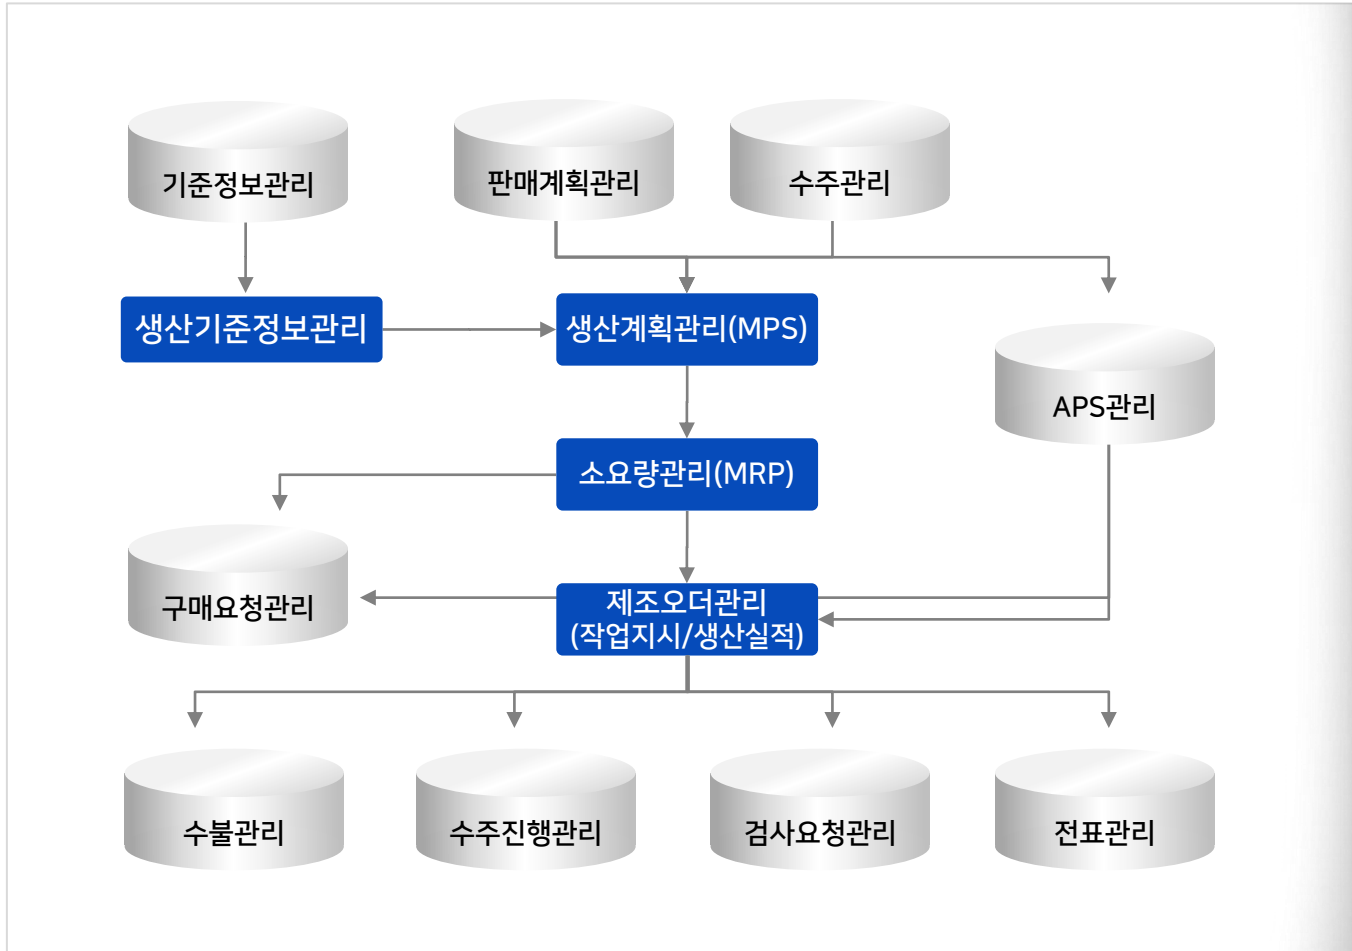 기준정보관리
판매계획관리
수주관리
생산기준정보관리
생산계획관리(MPS)
APS관리
소요량관리(MRP)
구매요청관리
제조오더관리
(작업지시/생산실적)
수불관리
수주진행관리
검사요청관리
전표관리